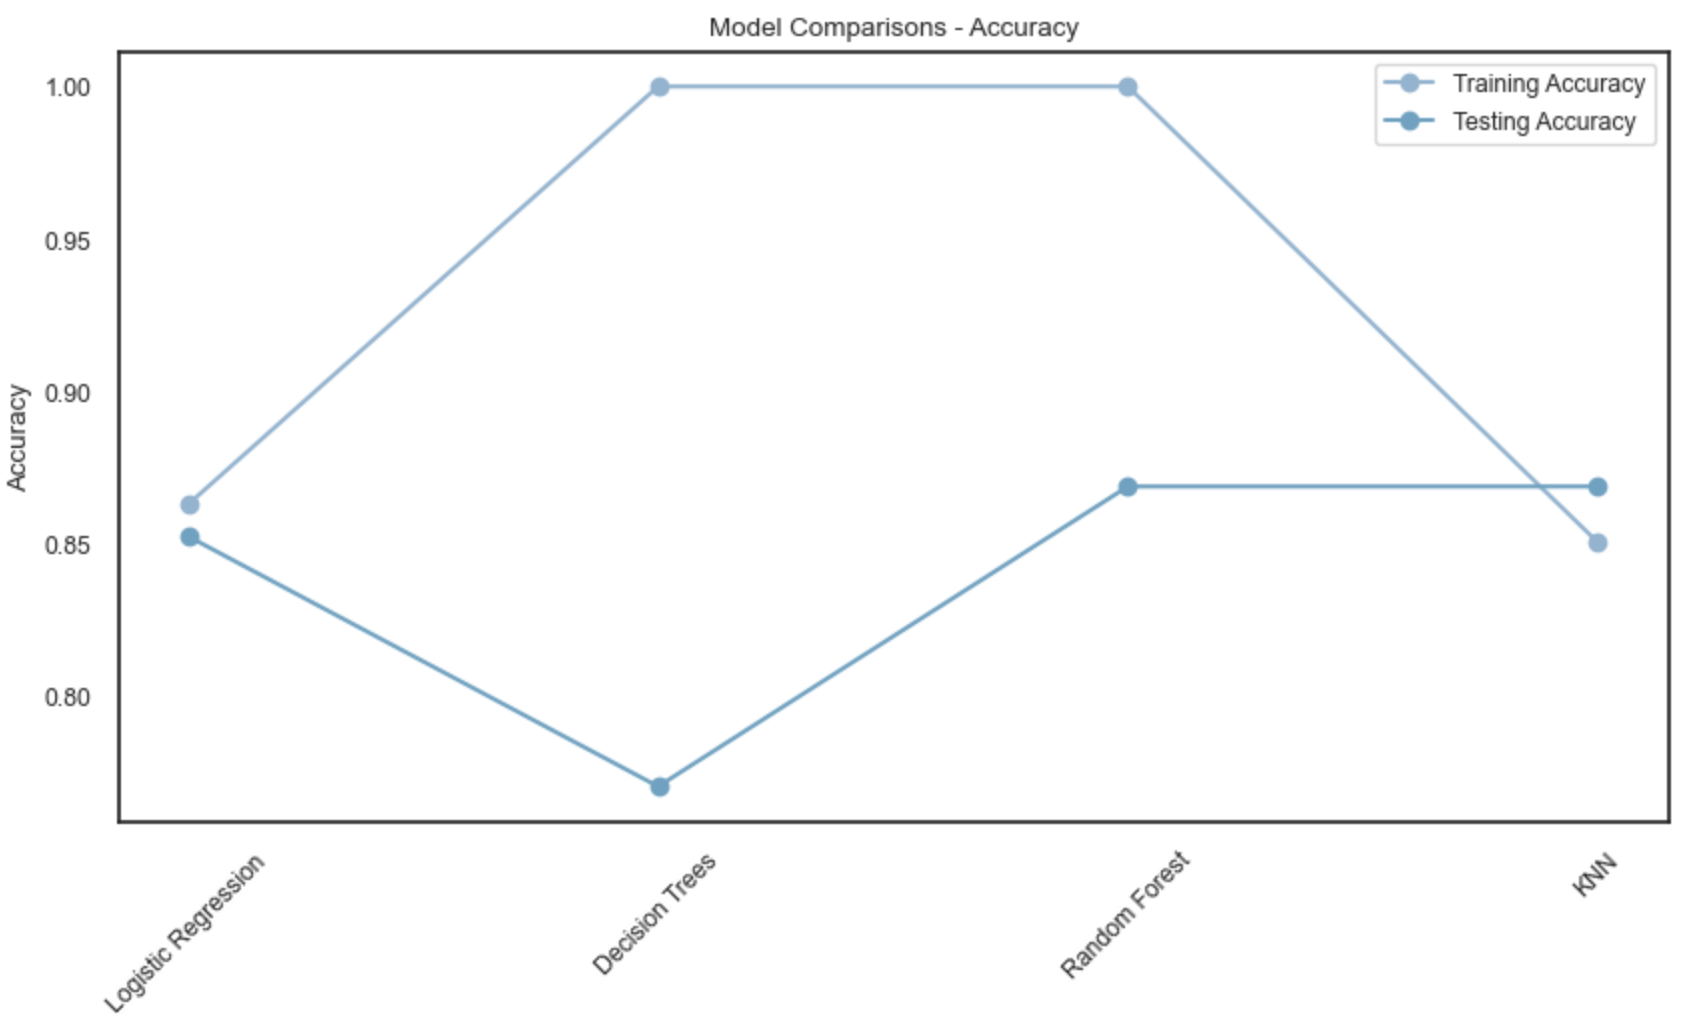 Model Comparisons - Accuracy
Training Accuracy
Testing Accuracy
Accuracy
1.00
0.95
0.90
0.85
0.80
Logistic Regression
Decision Trees
Random Forest
KNN